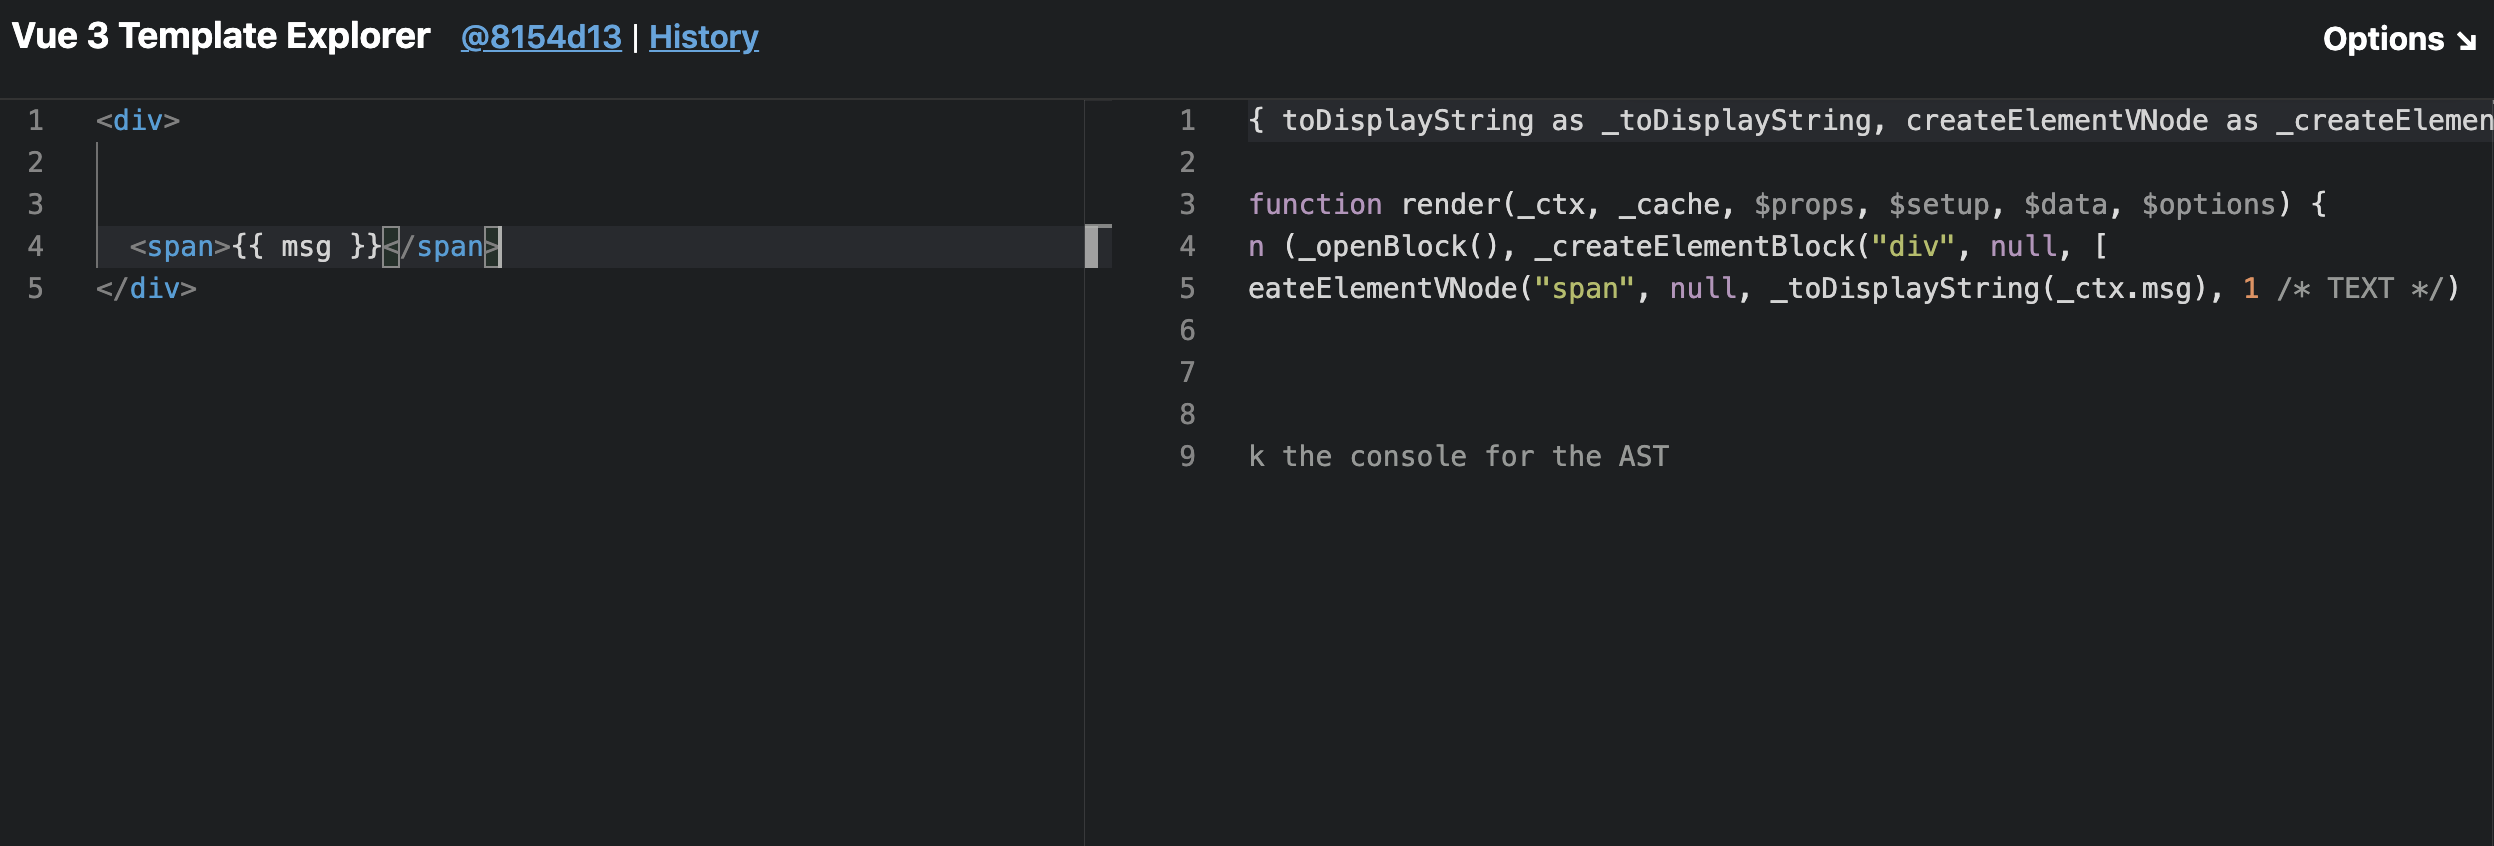 Vue 3 Template Explorer @8154d13 | History
Options ↘
1 <div>
2
3
4 <span>{{ msg }}</span>
5 </div>
1 { toDisplayString as _toDisplayString, createElementVNode as _createElemen
2
3 function render(_ctx, _cache, $props, $setup, $data, $options) {
4 n (_openBlock(), _createElementBlock("div", null, [
5 eateElementVNode("span", null, _toDisplayString(_ctx.msg), 1 /* TEXT */)
6
7
8
9 k the console for the AST